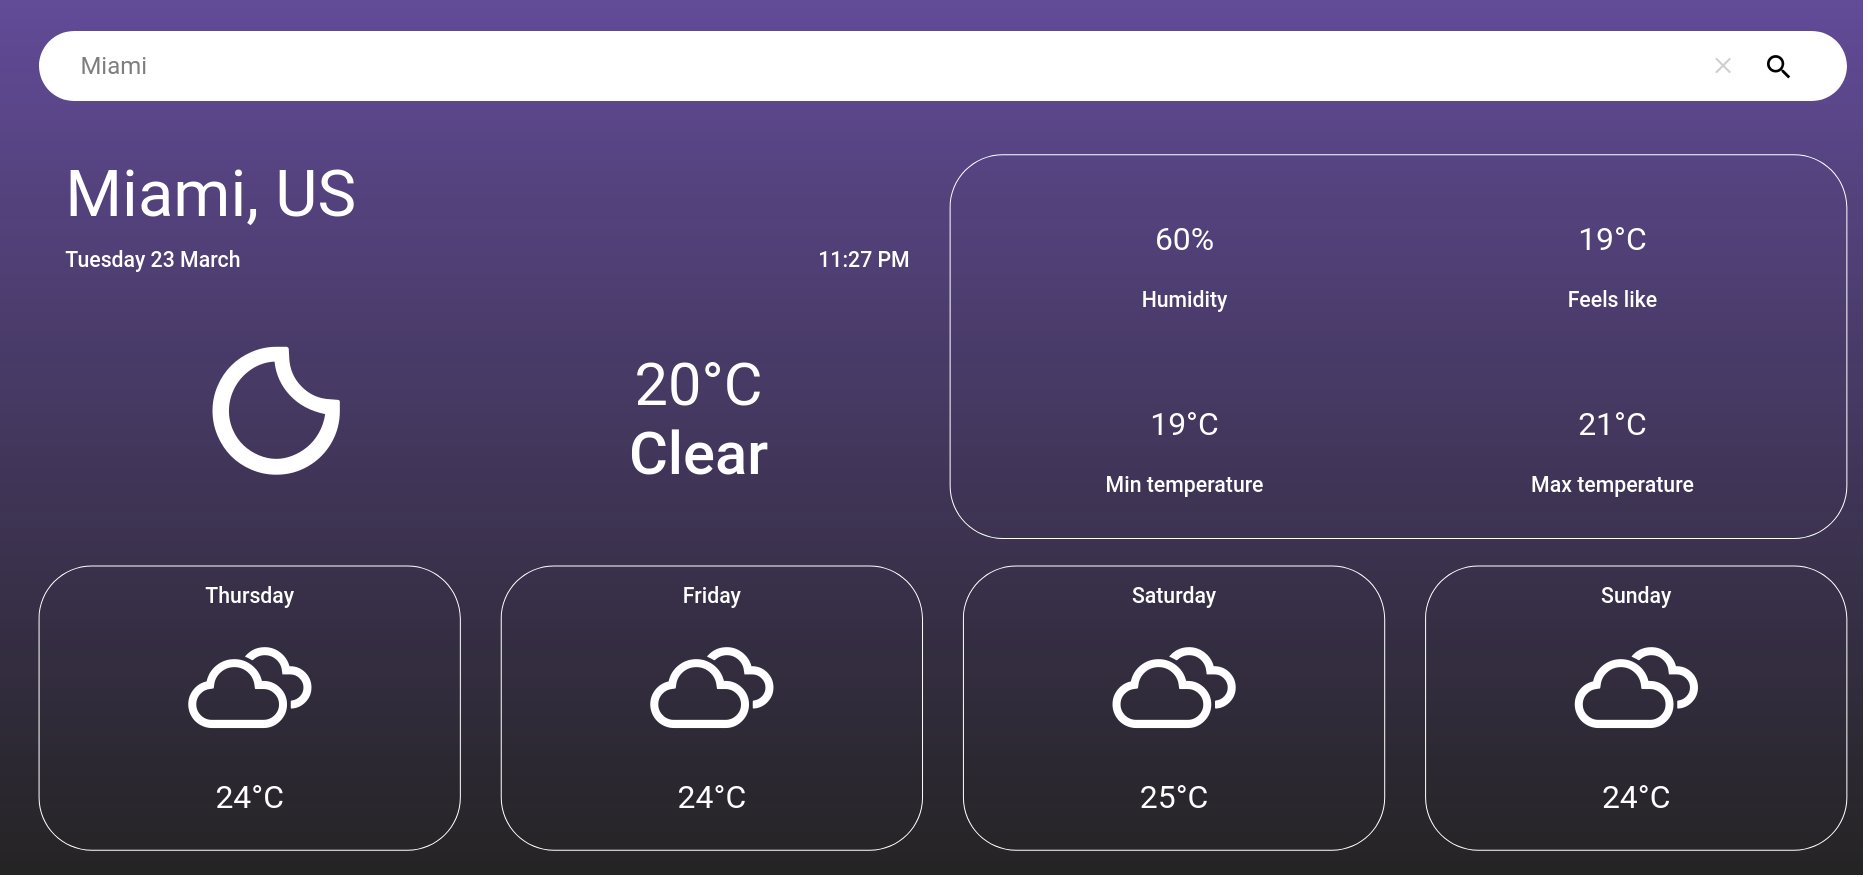 Miami
Miami, US
Tuesday 23 March
11:27 PM
20°C
Clear
60%
Humidity
19°C
Feels like
19°C
Min temperature
21°C
Max temperature
Thursday
24°C
Friday
24°C
Saturday
25°C
Sunday
24°C